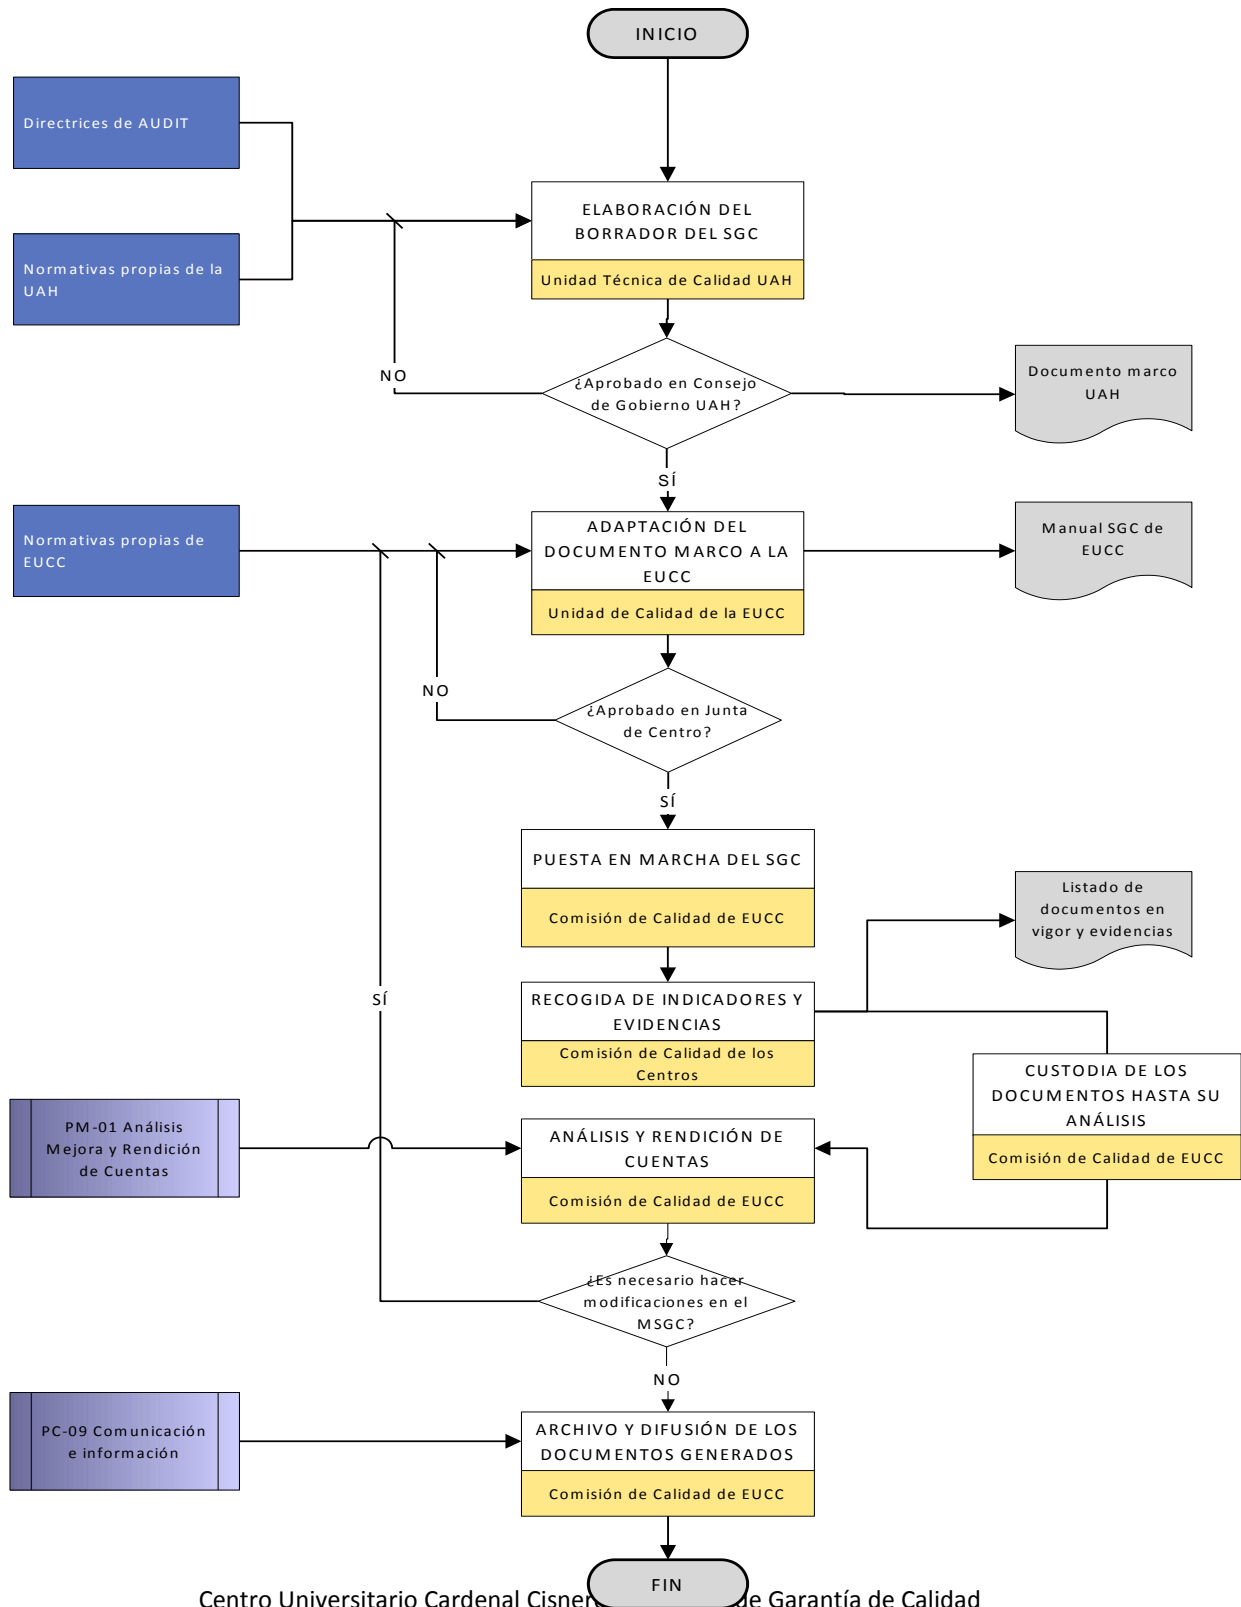 INICIO
Directrices de AUDIT
ELABORACIÓN DEL
BORRADOR DEL SGC
Normativas propias de la
UAH
Unidad Técnica de Calidad UAH
NO
¿Aprobado en Consejo
de Gobierno UAH?
Documento marco
UAH
SÍ
Normativas propias de
EUCC
ADAPTACIÓN DEL
DOCUMENTO MARCO A LA
EUCC
Manual SGC de
EUCC
Unidad de Calidad de la EUCC
NO
¿Aprobado en Junta
de Centro?
SÍ
PUESTA EN MARCHA DEL SGC
Comisión de Calidad de EUCC
Listado de
documentos en
vigor y evidencias
SÍ
RECOGIDA DE INDICADORES Y
EVIDENCIAS
Comisión de Calidad de los
Centros
CUSTODIA DE LOS
DOCUMENTOS HASTA SU
ANÁLISIS
Comisión de Calidad de EUCC
PM-01 Análisis
Mejora y Rendición
de Cuentas
ANÁLISIS Y RENDICIÓN DE
CUENTAS
Comisión de Calidad de EUCC
¿Es necesario hacer
modificaciones en el
MSGC?
NO
PC-09 Comunicación
e información
ARCHIVO Y DIFUSIÓN DE LOS
DOCUMENTOS GENERADOS
Comisión de Calidad de EUCC
FIN
Centro Universitario Cardenal de Garantía de Calidad